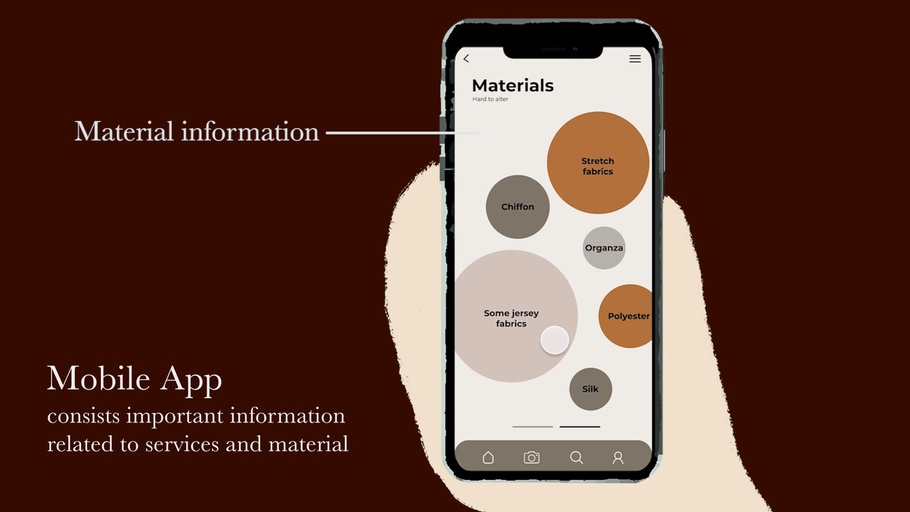 Material information
Materials
Hard to alter
Stretch
fabrics
Chiffon
Organza
Some jersey
fabrics
Polyester
Silk
Mobile App
consists important information
related to services and material